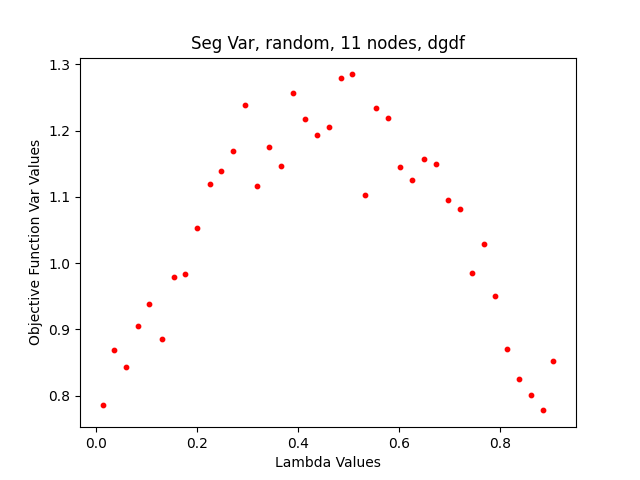 Seg Var, random, 11 nodes, dgdf
1.3
1.2
1.1
1.0
0.9
0.8
Objective Function Var Values
0.0 0.2 0.4 0.6 0.8
Lambda Values